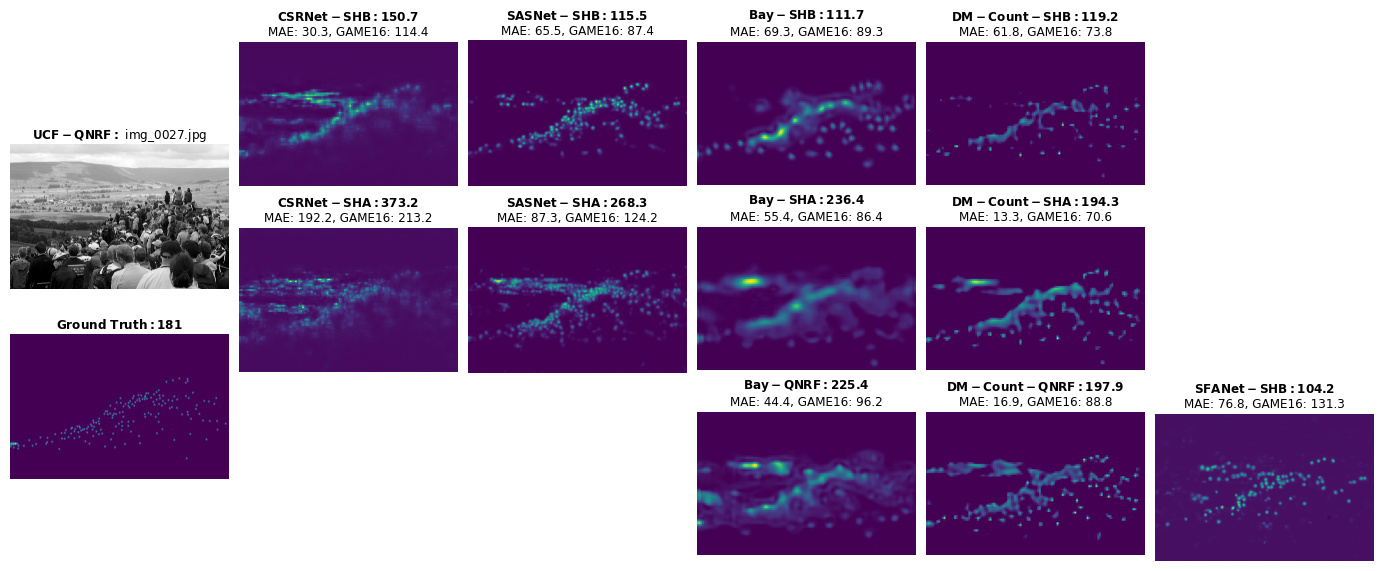 CSRNet-SHB: 150.7
MAE: 30.3, GAME16: 114.4
SASNet-SHB: 115.5
MAE: 65.5, GAME16: 87.4
Bay-SHB: 111.7
MAE: 69.3, GAME16: 89.3
DM-Count-SHB: 119.2
MAE: 61.8, GAME16: 73.8
UCF-QNRF: img_0027.jpg
CSRNet-SHA: 373.2
MAE: 192.2, GAME16: 213.2
SASNet-SHA: 268.3
MAE: 87.3, GAME16: 124.2
Bay-SHA: 236.4
MAE: 55.4, GAME16: 86.4
DM-Count-SHA: 194.3
MAE: 13.3, GAME16: 70.6
Ground Truth: 181
Bay-QNRF: 225.4
MAE: 44.4, GAME16: 96.2
DM-Count-QNRF: 197.9
MAE: 16.9, GAME16: 88.8
SFANet-SHB: 104.2
MAE: 76.8, GAME16: 131.3